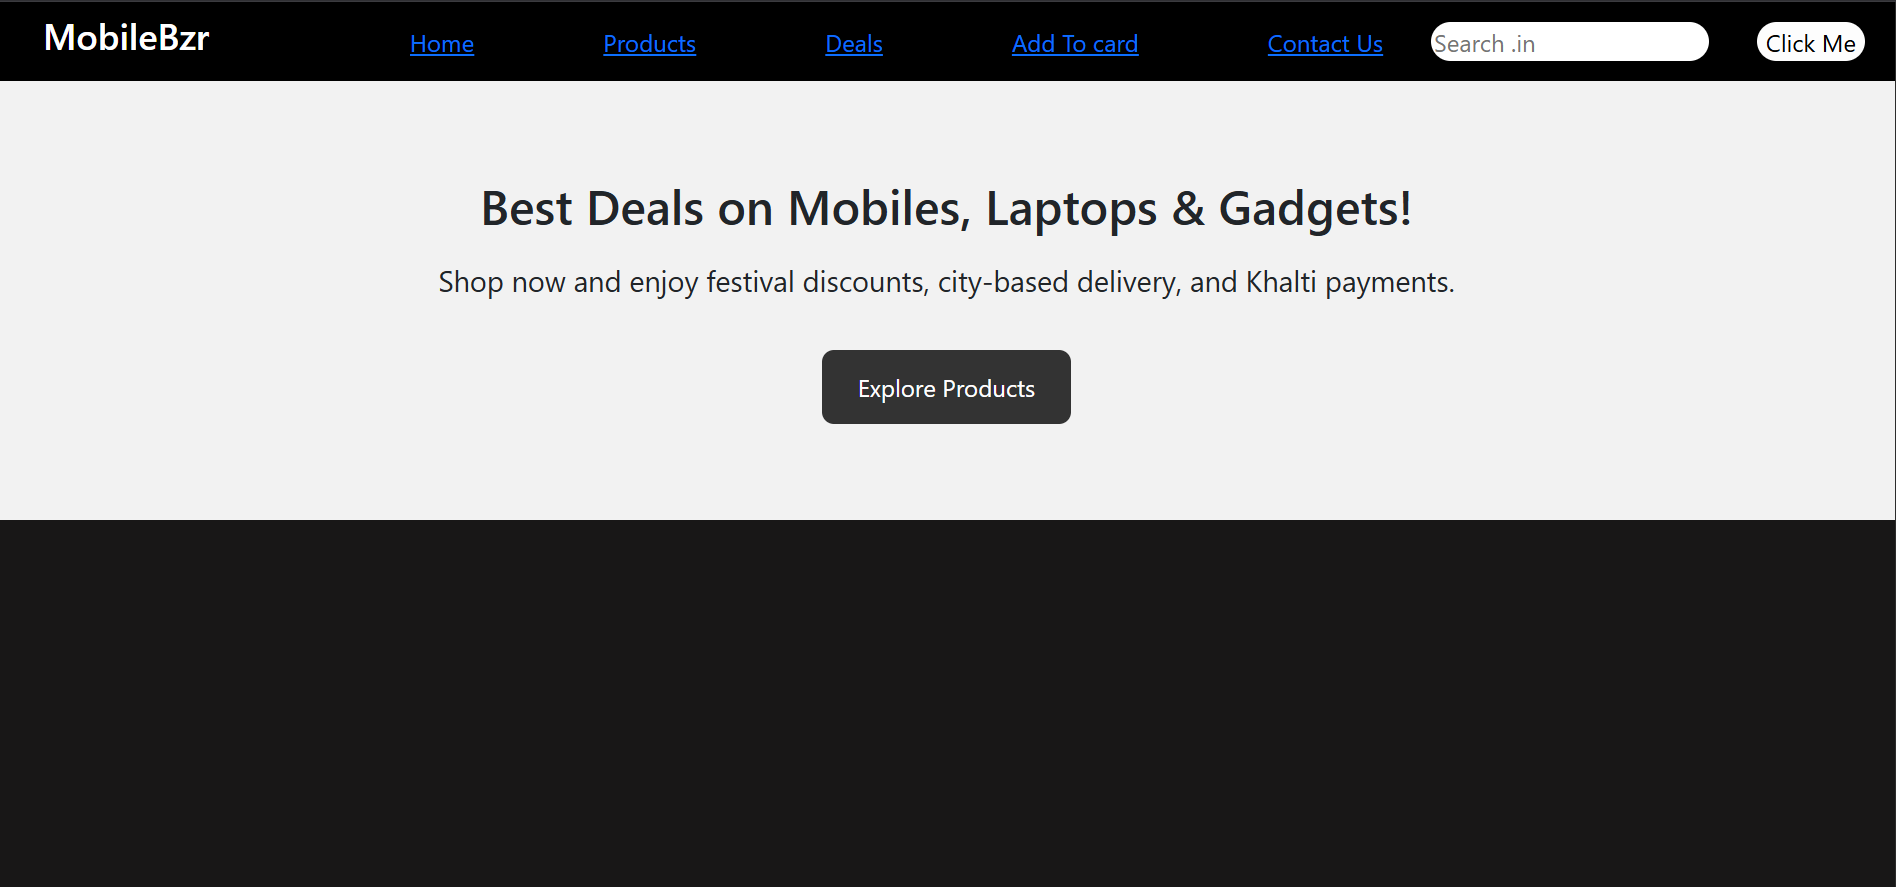 MobileBzr Home Products Deals Add To card Contact Us Search .in Click Me
Best Deals on Mobiles, Laptops & Gadgets!
Shop now and enjoy festival discounts, city-based delivery, and Khalti payments.
Explore Products